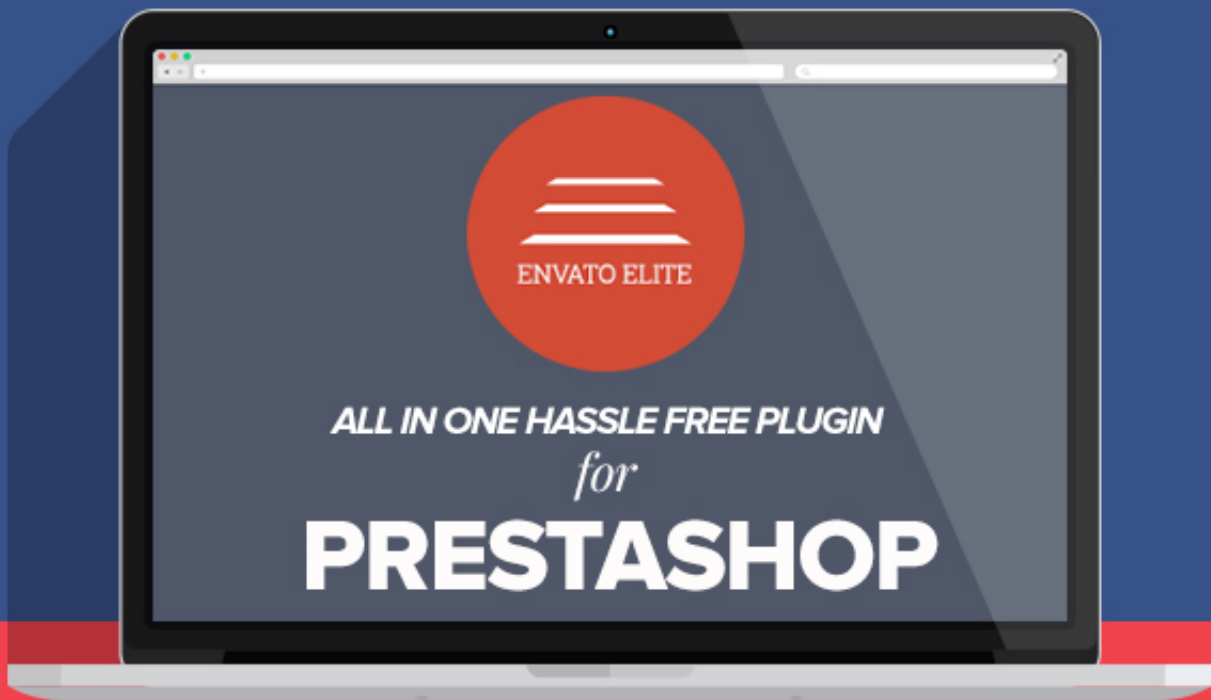 ENVATO ELITE
ALL IN ONE HASSLE FREE PLUGIN
for
PRESTASHOP